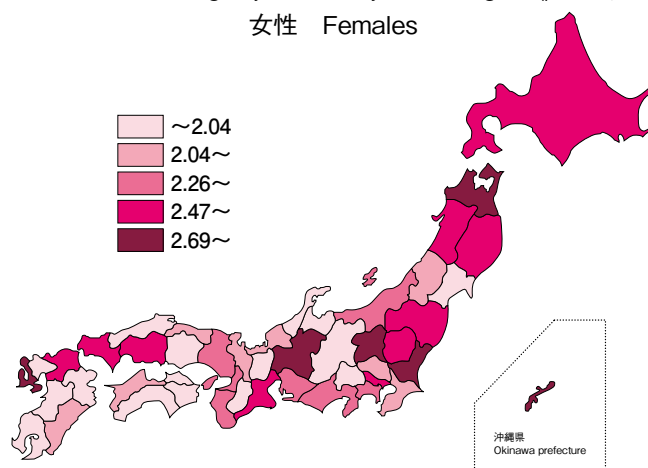 女性 Females
～2.04
2.04～
2.26～
2.47～
2.69～
沖縄県
Okinawa prefecture